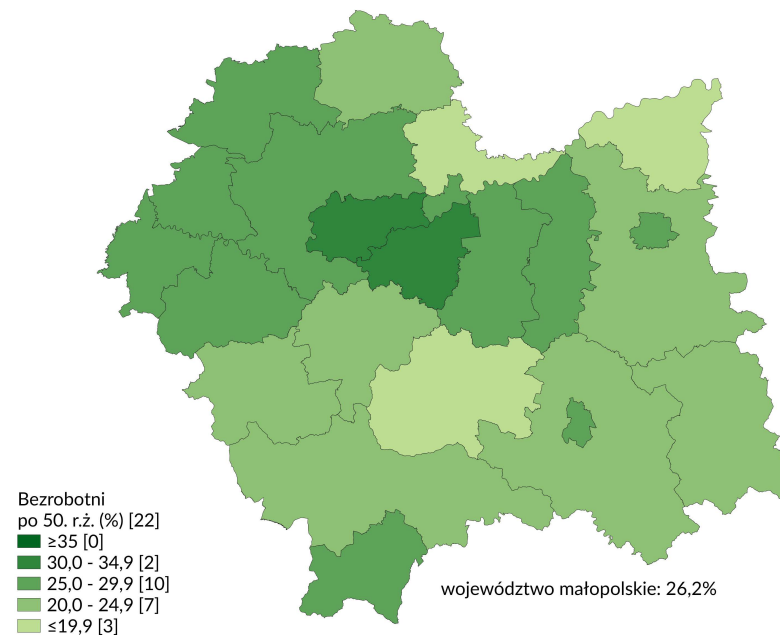 Bezrobotni
po 50. r.ż. (%) [22]
≥35 [0]
30,0 - 34,9 [2]
25,0 - 29,9 [10]
20,0 - 24,9 [7]
≤19,9 [3]
województwo małopolskie: 26,2%